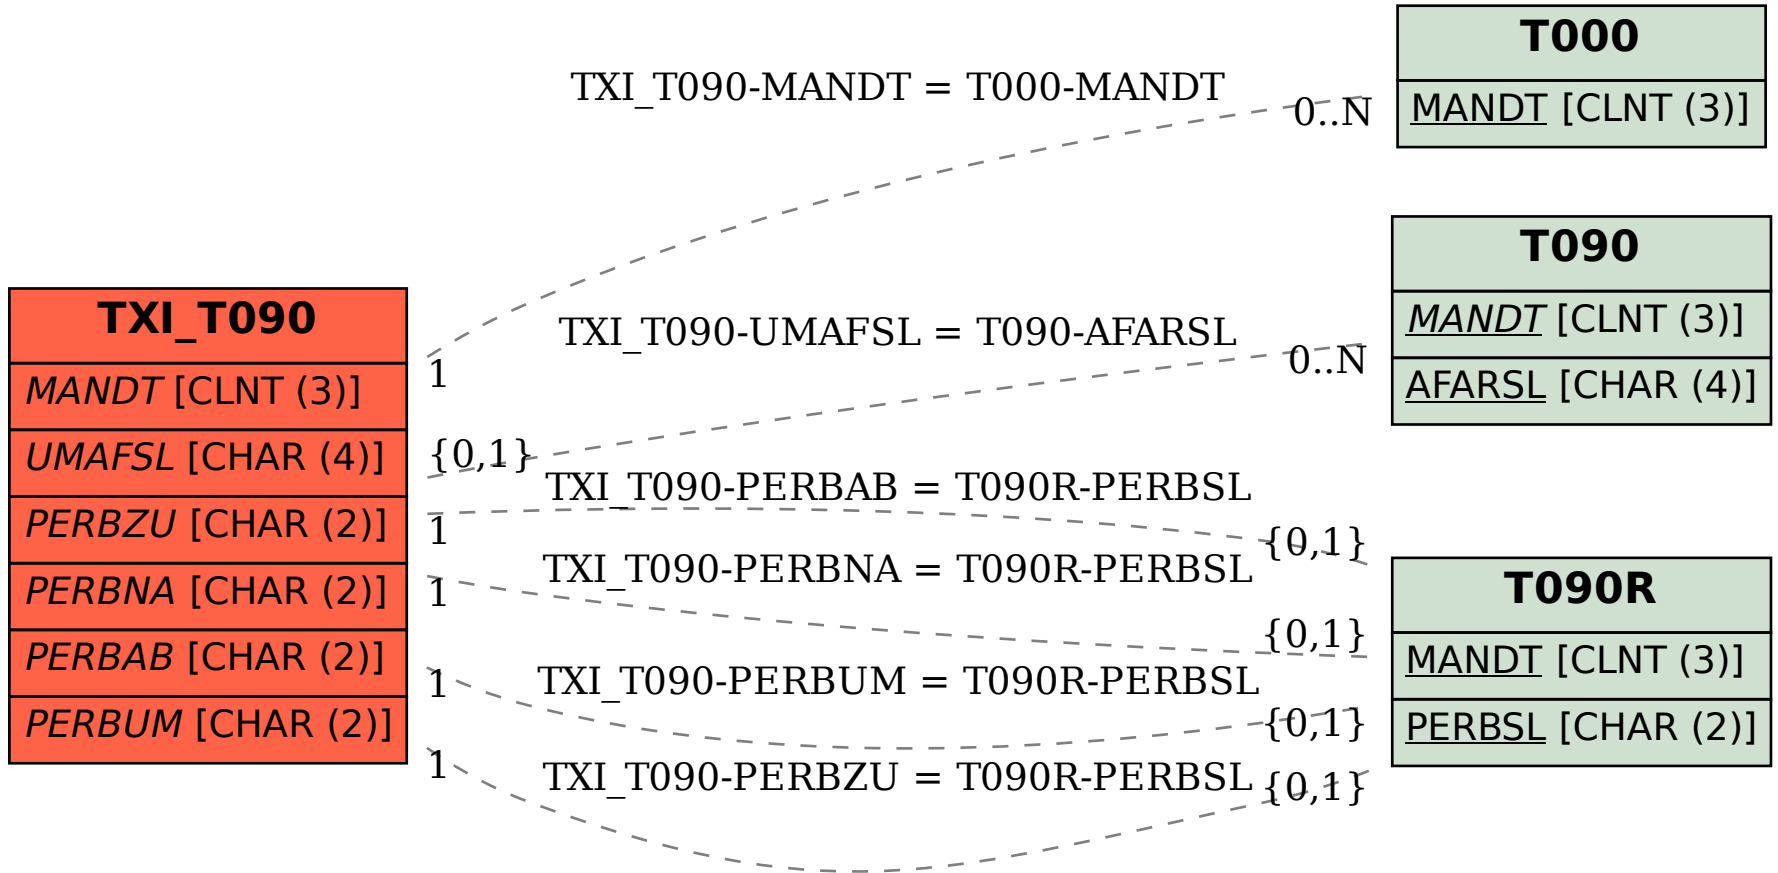 TXI_T090
MANDT [CLNT (3)]
UMAFSL [CHAR (4)]
PERBZU [CHAR (2)]
PERBNA [CHAR (2)]
PERBAB [CHAR (2)]
PERBUM [CHAR (2)]
TXI_T090-MANDT = T000-MANDT
0..N
1
TXI_T090-UMAFSL = T090-AFARSL
0..N
{0,1}
TXI_T090-PERBAB = T090R-PERBSL
1
{0,1}
TXI_T090-PERBNA = T090R-PERBSL
1
{0,1}
TXI_T090-PERBUM = T090R-PERBSL
1
{0,1}
TXI_T090-PERBZU = T090R-PERBSL
1
{0,1}
T000
MANDT [CLNT (3)]
T090
MANDT [CLNT (3)]
AFARSL [CHAR (4)]
T090R
MANDT [CLNT (3)]
PERBSL [CHAR (2)]